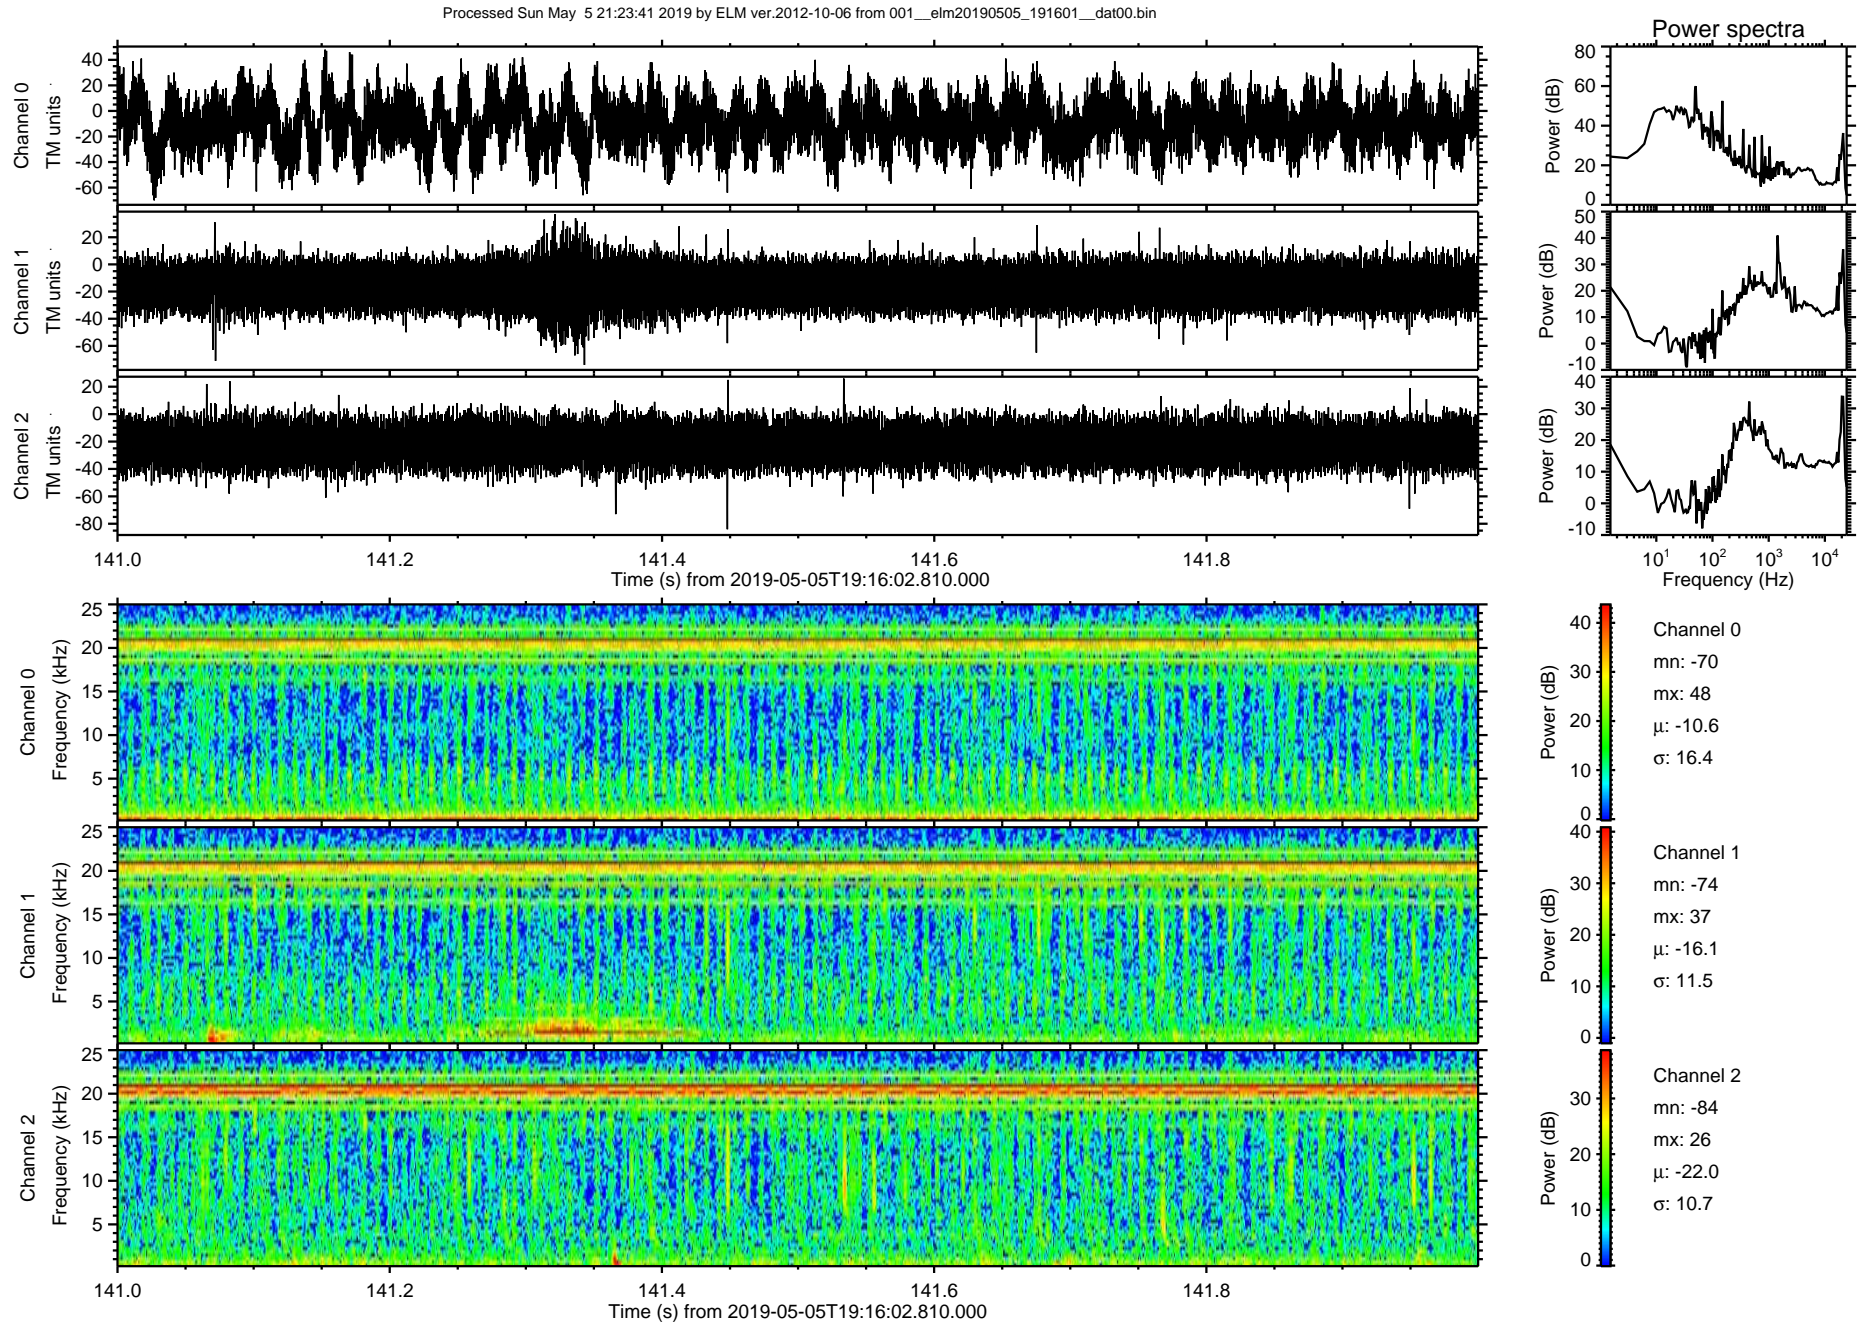 Processed Sun May  5 21:23:41 2019 by ELM ver.2012-10-06 from 001__elm20190505_191601__dat00.bin
Power spectra
Channel 0
TM units
40
20
0
-20
-40
-60
Power (dB)
80
60
40
20
0
Channel 1
TM units
20
0
-20
-40
-60
Power (dB)
50
40
30
20
10
0
-10
Channel 2
TM units
20
0
-20
-40
-60
-80
Power (dB)
40
30
20
10
0
-10
141.0 141.2 141.4 141.6 141.8
Time (s) from 2019-05-05T19:16:02.810.000
10^1 10^2 10^3 10^4
Frequency (Hz)
Channel 0
Frequency (kHz)
25
20
15
10
5
Power (dB)
40
30
20
10
0
Channel 0
mn: -70
mx: 48
μ: -10.6
σ: 16.4
Channel 1
Frequency (kHz)
25
20
15
10
5
Power (dB)
40
30
20
10
0
Channel 1
mn: -74
mx: 37
μ: -16.1
σ: 11.5
Channel 2
Frequency (kHz)
25
20
15
10
5
Power (dB)
30
20
10
0
Channel 2
mn: -84
mx: 26
μ: -22.0
σ: 10.7
141.0 141.2 141.4 141.6 141.8
Time (s) from 2019-05-05T19:16:02.810.000